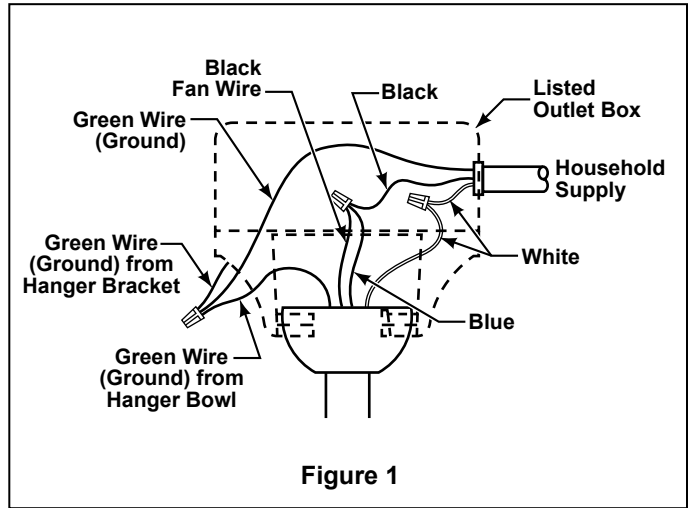 Black
Fan Wire
Black
Listed
Outlet Box
Green Wire
(Ground)
Household
Supply
Green Wire
(Ground) from
Hanger Bracket
White
Blue
Green Wire
(Ground) from
Hanger Bowl
Figure 1